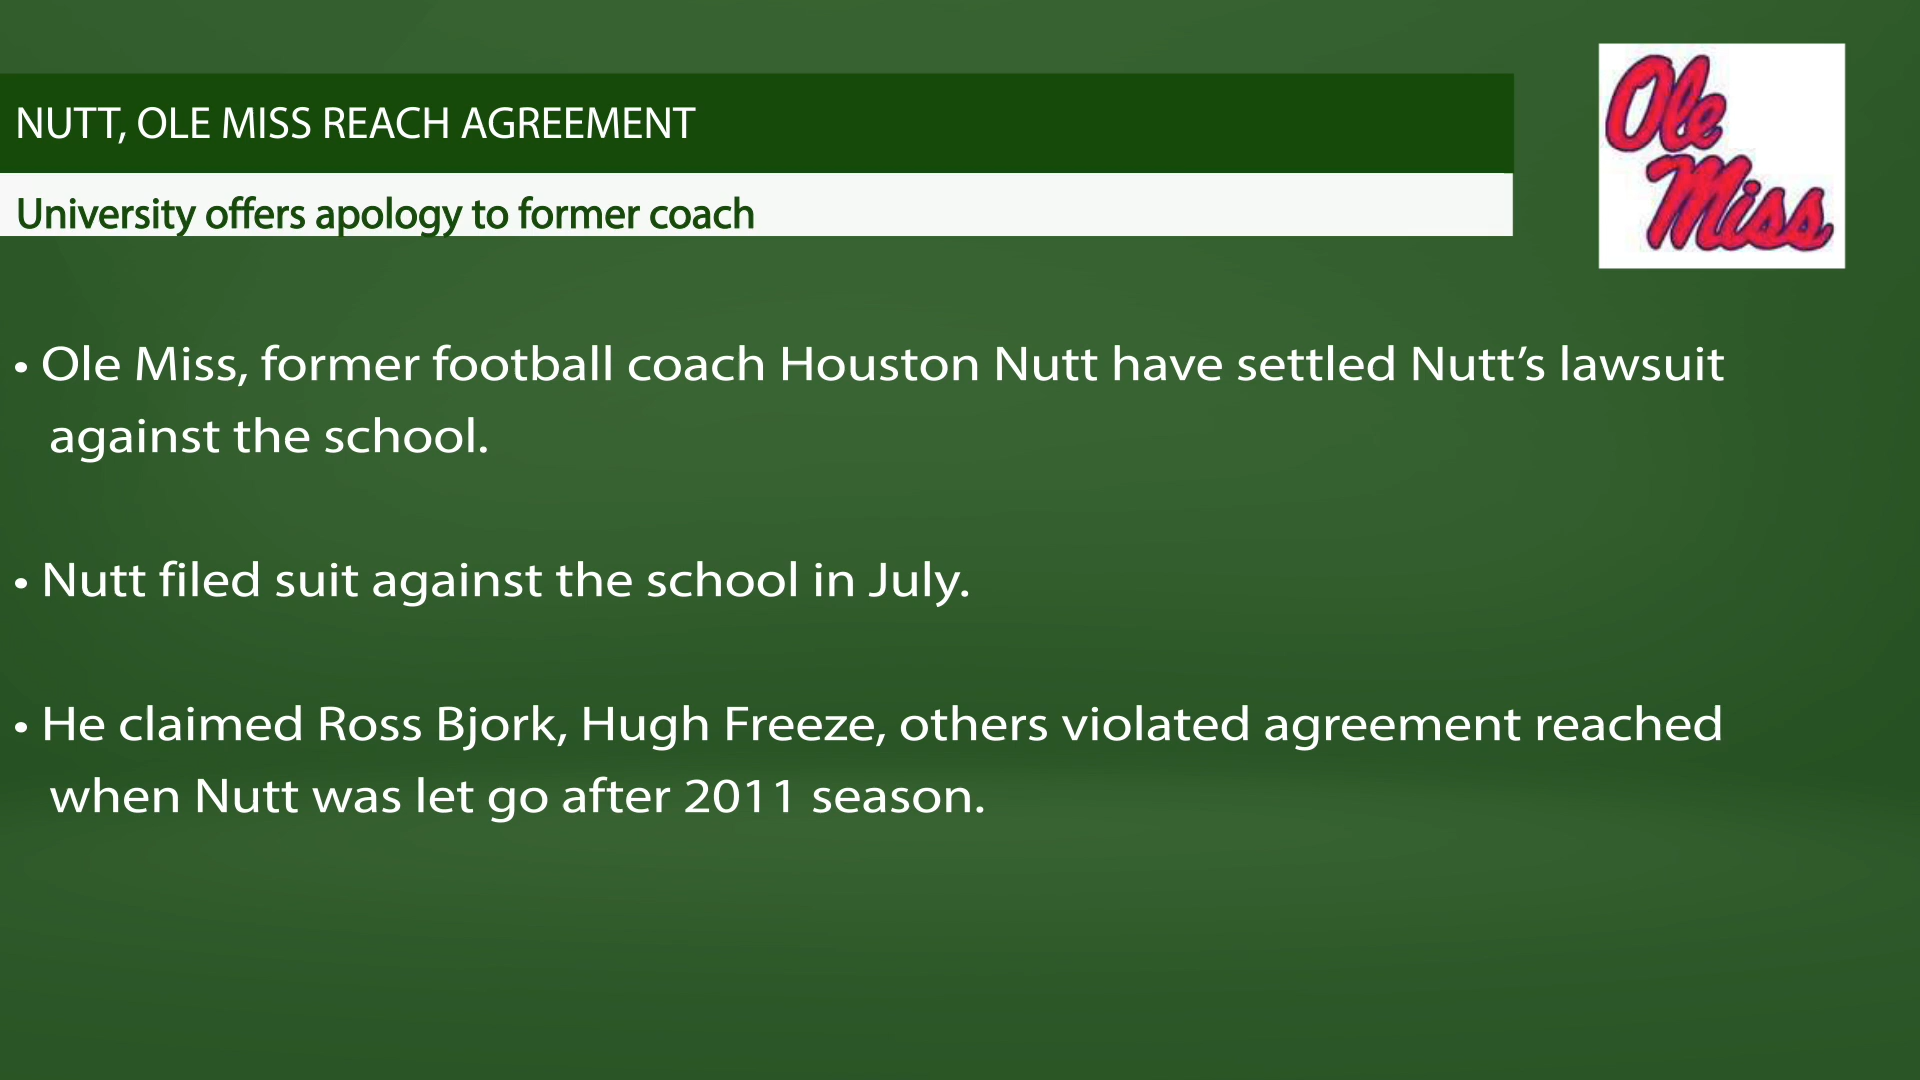 NUTT, OLE MISS REACH AGREEMENT
University offers apology to former coach
Ole
Miss
• Ole Miss, former football coach Houston Nutt have settled Nutt’s lawsuit
against the school.
• Nutt filed suit against the school in July.
• He claimed Ross Bjork, Hugh Freeze, others violated agreement reached
when Nutt was let go after 2011 season.